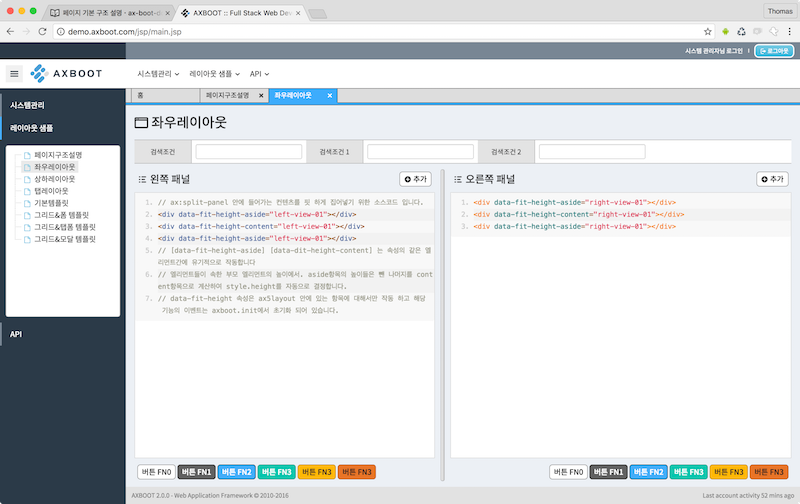 페이지 기본 구조 설명 - ax-boot-d
AXBOOT :: Full Stack Web Dev
Thomas
demo.axboot.com/jsp/main.jsp
시스템 관리자님 로그인
로그아웃
AXBOOT
시스템관리
레이아웃 샘플
API
시스템관리
레이아웃 샘플
페이지구조설명
좌우레이아웃
상하레이아웃
탭레이아웃
기본템플릿
그리드&폼 템플릿
그리드&탭폼 템플릿
그리드&모달 템플릿
API
홈
페이지구조설명
좌우레이아웃
좌우레이아웃
검색조건
검색조건 1
검색조건 2
왼쪽 패널
추가
1. // ax:split-panel 안에 들어가는 컨텐츠를 핏 하게 집어넣기 위한 소스코드 입니다.
2. <div data-fit-height-aside="left-view-01"></div>
3. <div data-fit-height-content="left-view-01"></div>
4. <div data-fit-height-aside="left-view-01"></div>
5. // [data-fit-height-aside] [data-dit-height-content] 는 속성의 같은 엘
리먼트간에 유기적으로 작동합니다
6. // 엘리먼트들이 속한 부모 엘리먼트의 높이에서. aside항목의 높이들은 뺀 나미지를 cont
ent항목으로 계산하여 style.height를 자동으로 결정합니다.
7. // data-fit-height 속성은 ax5layout 안에 있는 항목에 대해서만 작동 하고 해당
기능의 이벤트는 axboot.init에서 초기화 되어 있습니다.
버튼 FN0
버튼 FN1
버튼 FN2
버튼 FN3
버튼 FN3
버튼 FN3
오른쪽 패널
추가
1. <div data-fit-height-aside="right-view-01"></div>
2. <div data-fit-height-content="right-view-01"></div>
3. <div data-fit-height-aside="right-view-01"></div>
버튼 FN0
버튼 FN1
버튼 FN2
버튼 FN3
버튼 FN3
버튼 FN3
AXBOOT 2.0.0 - Web Application Framework © 2010-2016
Last account activity 52 mins ago